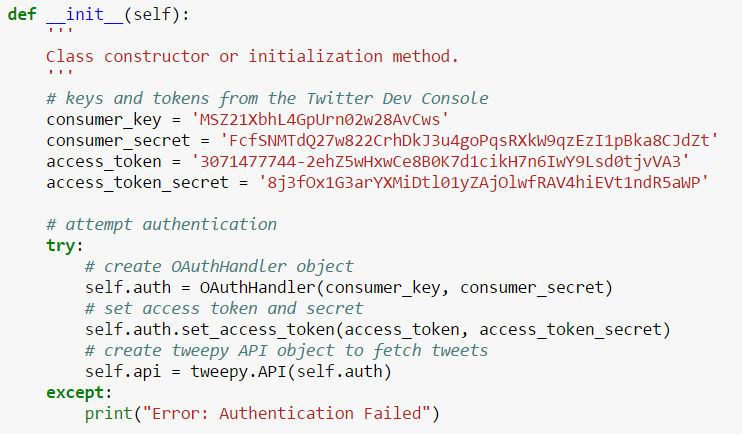 def __init__(self):
    '''
    Class constructor or initialization method.
    '''
    # keys and tokens from the Twitter Dev Console
    consumer_key = 'MSZ21XbhL4GpUrn02w28AvCws'
    consumer_secret = 'FcfSNMTdQ27w822CrhDkJ3u4goPqsRXkW9qzEzI1pBka8CJdZt'
    access_token = '3071477744-2ehZ5wHxwCe8B0K7d1cikH7n6IwY9Lsd0tjvVA3'
    access_token_secret = '8j3fOx1G3arYXMiDtl01yZAjOlwfRAV4hiEVt1ndR5aWP'

    # attempt authentication
    try:
        # create OAuthHandler object
        self.auth = OAuthHandler(consumer_key, consumer_secret)
        # set access token and secret
        self.auth.set_access_token(access_token, access_token_secret)
        # create tweepy API object to fetch tweets
        self.api = tweepy.API(self.auth)
    except:
        print("Error: Authentication Failed")